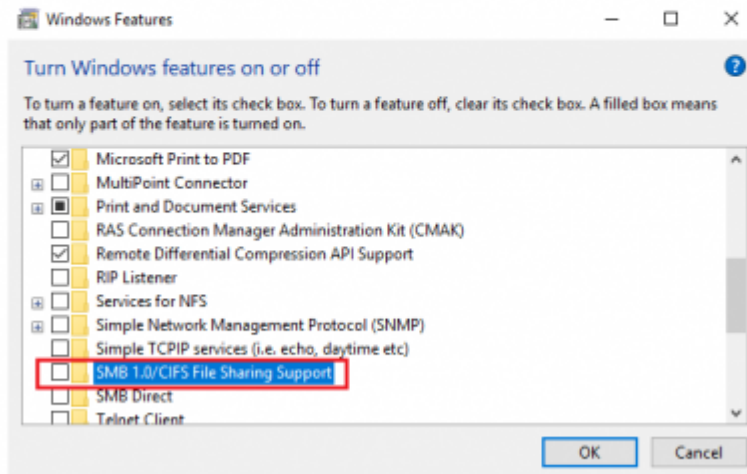 Windows Features
Turn Windows features on or off
To turn a feature on, select its check box. To turn a feature off, clear its check box. A filled box means
that only part of the feature is turned on.
Microsoft Print to PDF
MultiPoint Connector
Print and Document Services
RAS Connection Manager Administration Kit (CMAK)
Remote Differential Compression API Support
RIP Listener
Services for NFS
Simple Network Management Protocol (SNMP)
Simple TCPIP services (i.e. echo, daytime etc)
SMB 1.0/CIFS File Sharing Support
SMB Direct
Telnet Client
OK
Cancel